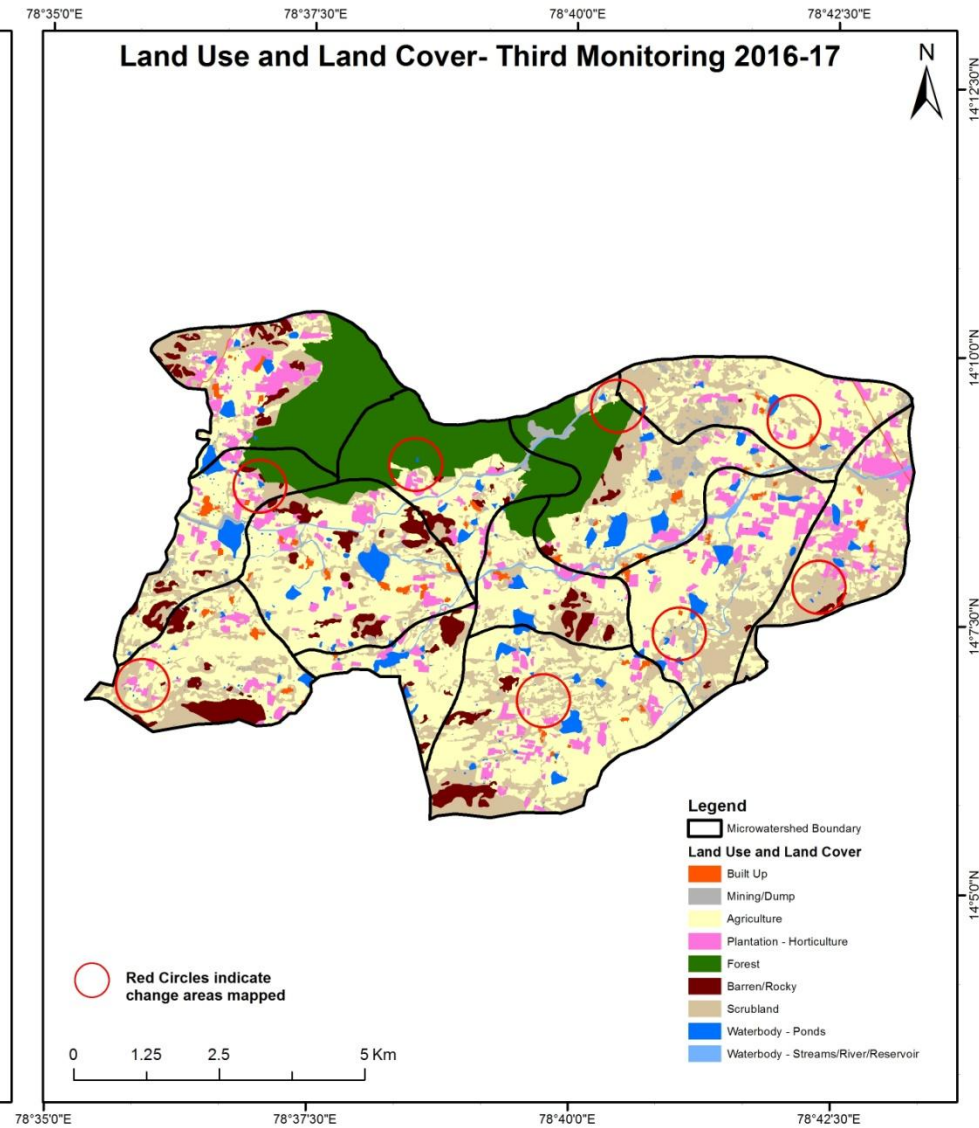 78°35'0"E 78°37'30"E 78°40'0"E 78°42'30"E
Land Use and Land Cover- Third Monitoring 2016-17
N
14°12'30"N
14°10'0"N
14°7'30"N
14°5'0"N
Legend
Microwatershed Boundary
Land Use and Land Cover
Built Up
Mining/Dump
Agriculture
Plantation - Horticulture
Forest
Barren/Rocky
Scrubland
Waterbody - Ponds
Waterbody - Streams/River/Reservoir
Red Circles indicate
change areas mapped
0 1.25 2.5 5 Km
78°35'0"E 78°37'30"E 78°40'0"E 78°42'30"E